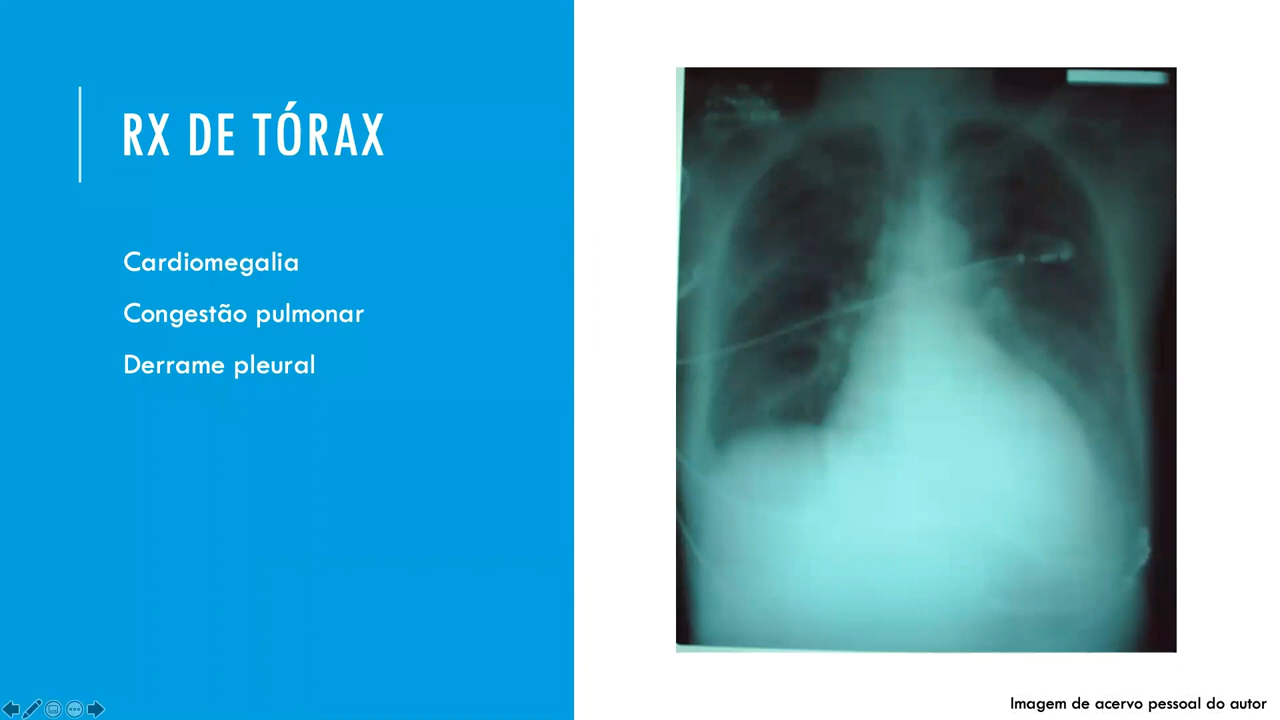 RX DE TÓRAX
Cardiomegalia
Congestão pulmonar
Derrame pleural
Imagem de acervo pessoal do autor